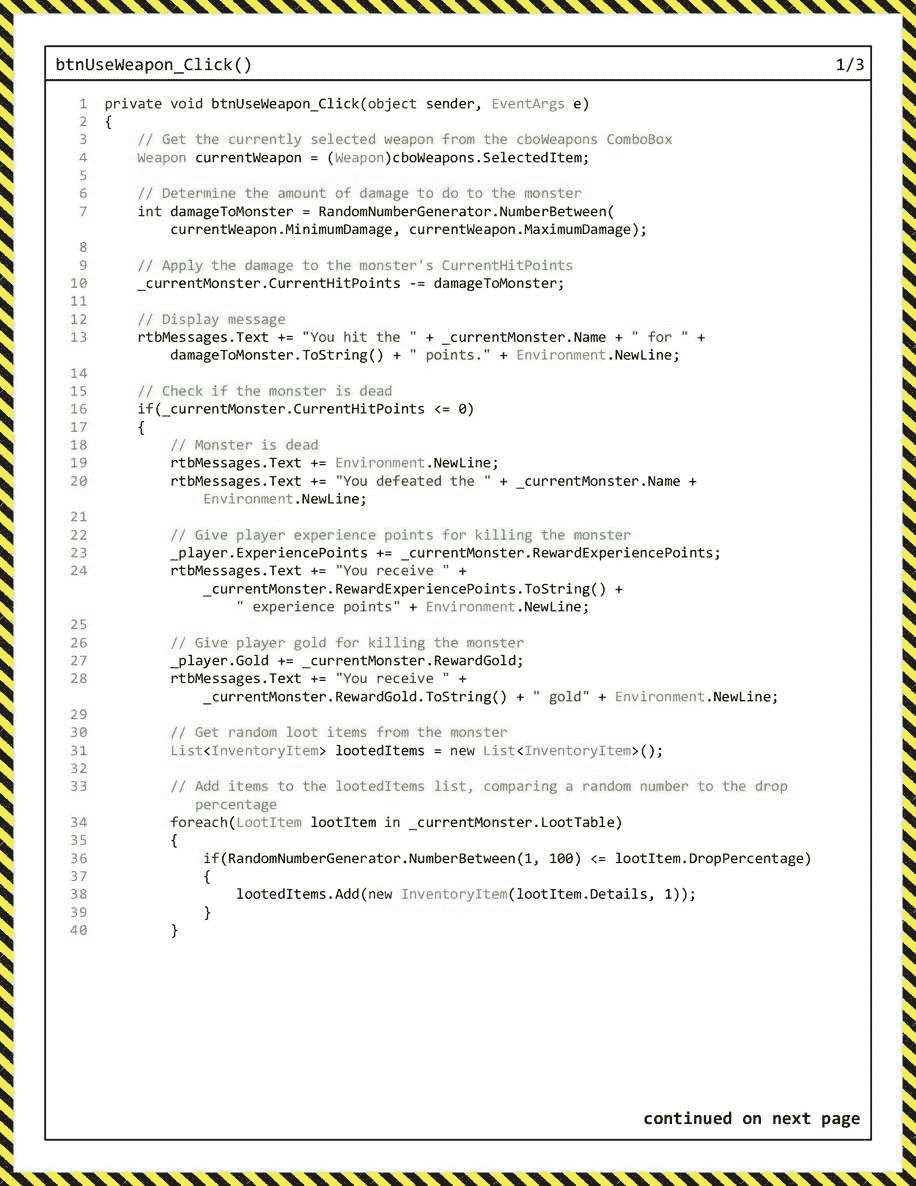 btnUseWeapon_Click() 1/3
1 private void btnUseWeapon_Click(object sender, EventArgs e)
2 {
3 // Get the currently selected weapon from the cboWeapons ComboBox
4 Weapon currentWeapon = (Weapon)cboWeapons.SelectedItem;
5
6 // Determine the amount of damage to do to the monster
7 int damageToMonster = RandomNumberGenerator.NumberBetween(
currentWeapon.MinimumDamage, currentWeapon.MaximumDamage);
8
9 // Apply the damage to the monster's CurrentHitPoints
10 _currentMonster.CurrentHitPoints -= damageToMonster;
11
12 // Display message
13 rtbMessages.Text += "You hit the " + _currentMonster.Name + " for " +
damageToMonster.ToString() + " points." + Environment.NewLine;
14
15 // Check if the monster is dead
16 if(_currentMonster.CurrentHitPoints <= 0)
17 {
18 // Monster is dead
19 rtbMessages.Text += Environment.NewLine;
20 rtbMessages.Text += "You defeated the " + _currentMonster.Name +
Environment.NewLine;
21
22 // Give player experience points for killing the monster
23 _player.ExperiencePoints += _currentMonster.RewardExperiencePoints;
24 rtbMessages.Text += "You receive " +
_currentMonster.RewardExperiencePoints.ToString() +
" experience points" + Environment.NewLine;
25
26 // Give player gold for killing the monster
27 _player.Gold += _currentMonster.RewardGold;
28 rtbMessages.Text += "You receive " +
_currentMonster.RewardGold.ToString() + " gold" + Environment.NewLine;
29
30 // Get random loot items from the monster
31 List<InventoryItem> lootedItems = new List<InventoryItem>();
32
33 // Add items to the lootedItems list, comparing a random number to the drop
percentage
34 foreach(LootItem lootItem in _currentMonster.LootTable)
35 {
36 if(RandomNumberGenerator.NumberBetween(1, 100) <= lootItem.DropPercentage)
37 {
38 lootedItems.Add(new InventoryItem(lootItem.Details, 1));
39 }
40 }
continued on next page